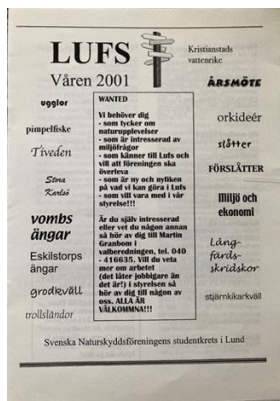 LUFS
Våren 2001
Kristianstads
vattenrike
ugglor
pimpelfiske
Tiveden
Stora
Karlsö
vombs
ängar
Eskilstorps
ängar
grodkväll
trollsländor
WANTED
Vi behöver dig
- som tycker om
naturupplevelser
- som är intresserad av
miljöfrågor
- som känner till Lufs och
vill att föreningen ska
överleva
- som är ny och nyfiken
på vad vi kan göra i Lufs
- som vill vara med i vår
styrelse!!!
Är du själv intresserad
eller vet du någon annan
så hör av dig till Martin
Granbom i
valberedningen, tel. 040
- 416635. Vill du veta
mer om arbetet
(det låter jobbigare än
det är!) i styrelsen så
hör av dig till någon av
oss. ALLA ÄR
VÄLKOMNA!!!
ÅRSMÖTE
orkidéer
slåtter
FÖRSLÅTTER
Miljö och
ekonomi
Lång-
färds-
skridskor
stjärnkikarkväll
Svenska Naturskyddsföreningens studentkrets i Lund